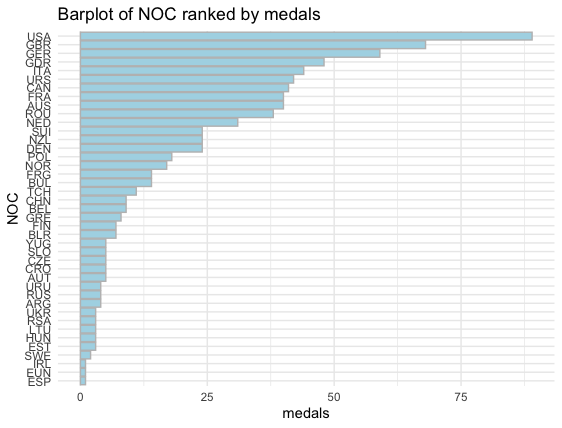 Barplot of NOC ranked by medals
USA
GBR
GER
GDR
ITA
URS
CAN
FRA
AUS
ROU
NED
SUI
NZL
DEN
POL
NOR
FRG
BUL
TCH
CHN
BEL
GRE
FIN
BLR
YUG
SLO
CZE
CRO
AUT
URU
RUS
ARG
UKR
RSA
LTU
HUN
EST
SWE
IRL
EUN
ESP
NOC
0 25 50 75
medals